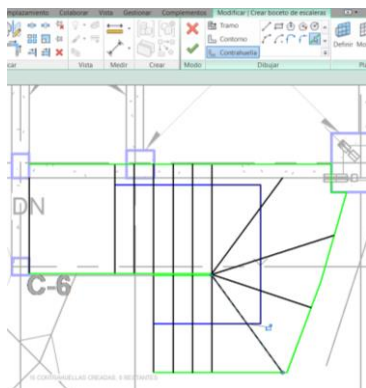 Colaborar Vista Gestionar Complementos Modificar | Crear boceto de escaleras
Tramo
Contorno
Contrahuella
Definir
Vista Medir Crear Modo Dibujar
DN
C-6